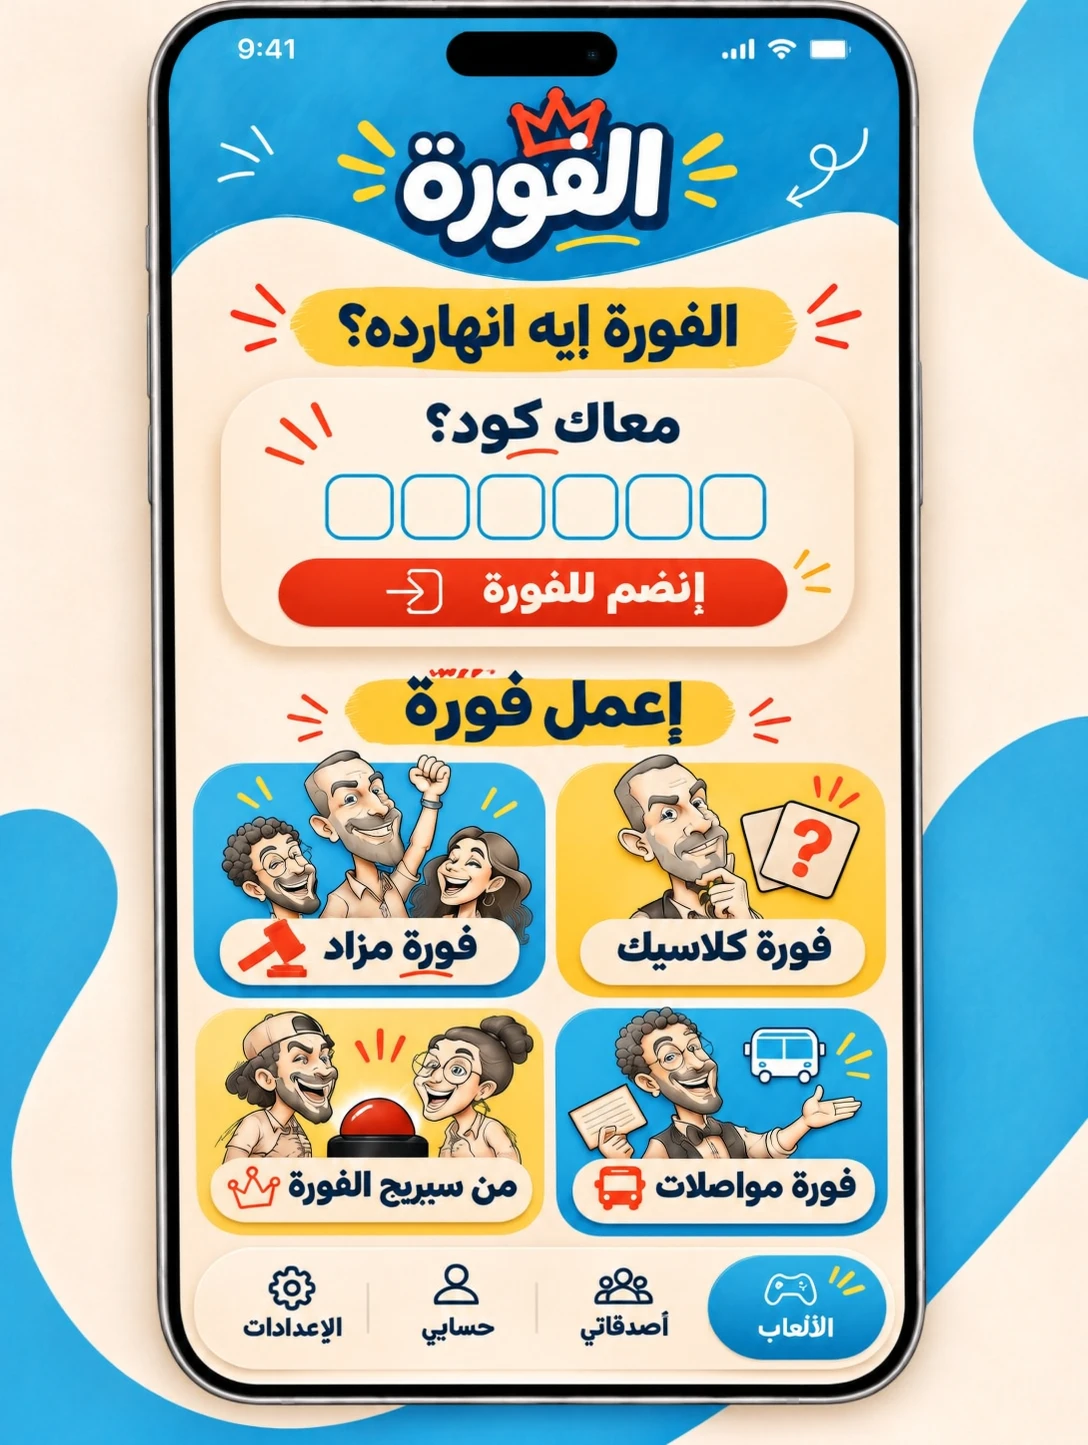 9:41
الفورة
الفورة إيه انهارده؟
معاك كود؟
إنضم للفورة
إعمل فورة
فورة كلاسيك
?
فورة مزاد
فورة مواصلات
من سيربح الفورة
الألعاب
أصدقاتي
حسابي
الإعدادات